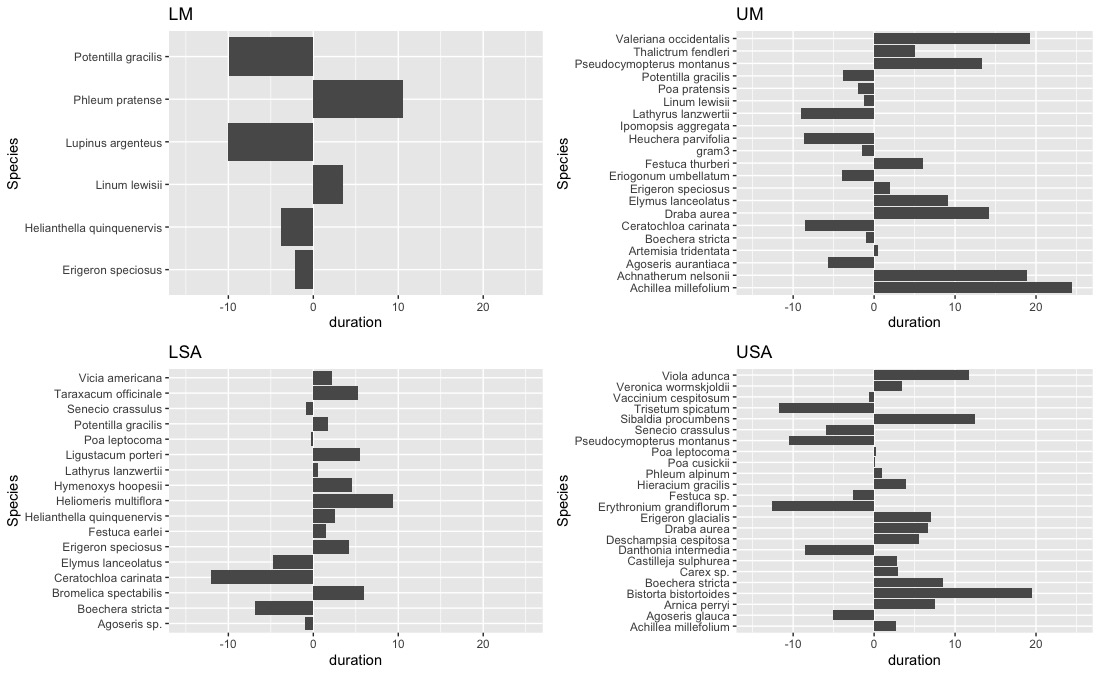 LM
Species
Potentilla gracilis
Phleum pratense
Lupinus argenteus
Linum lewisii
Helianthella quinquenervis
Erigeron speciosus
-10 0 10 20
duration
UM
Species
Valeriana occidentalis
Thalictrum fendleri
Pseudocymopterus montanus
Potentilla gracilis
Poa pratensis
Linum lewisii
Lathyrus lanzwertii
Ipomopsis aggregata
Heuchera parvifolia
gram3
Festuca thurberi
Eriogonum umbellatum
Erigeron speciosus
Elymus lanceolatus
Draba aurea
Ceratochloa carinata
Boechera stricta
Artemisia tridentata
Agoseris aurantiaca
Achnatherum nelsonii
Achillea millefolium
-10 0 10 20
duration
LSA
Species
Vicia americana
Taraxacum officinale
Senecio crassulus
Potentilla gracilis
Poa leptocoma
Ligustacum porteri
Lathyrus lanzwertii
Hymenoxys hoopesii
Heliomeris multiflora
Helianthella quinquenervis
Festuca earlei
Erigeron speciosus
Elymus lanceolatus
Ceratochloa carinata
Bromelica spectabilis
Boechera stricta
Agoseris sp.
-10 0 10 20
duration
USA
Species
Viola adunca
Veronica wormskjoldii
Vaccinium cespitosum
Trisetum spicatum
Sibaldia procumbens
Senecio crassulus
Pseudocymopterus montanus
Poa leptocoma
Poa cusickii
Phleum alpinum
Hieracium gracilis
Festuca sp.
Erythronium grandiflorum
Erigeron glacialis
Draba aurea
Deschampsia cespitosa
Danthonia intermedia
Castilleja sulphurea
Carex sp.
Boechera stricta
Bistorta bistortoides
Arnica perryi
Agoseris glauca
Achillea millefolium
-10 0 10 20
duration